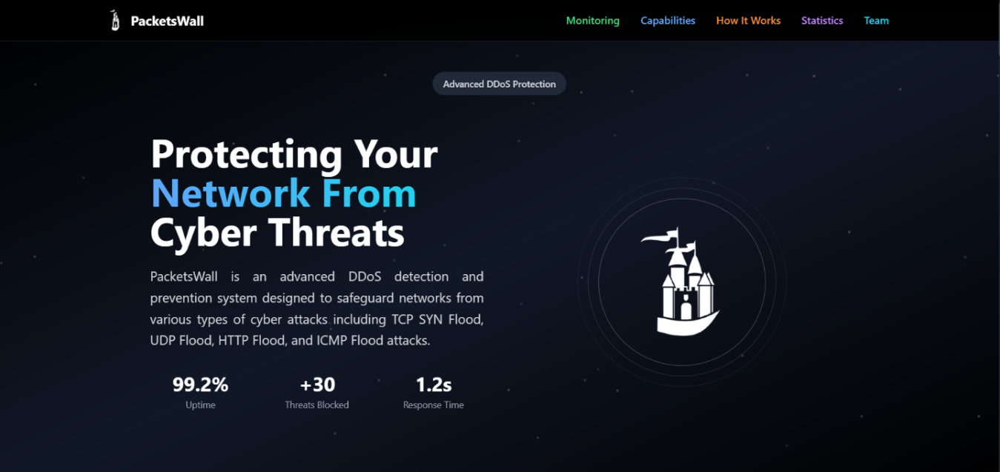 PacketsWall
Monitoring
Capabilities
How It Works
Statistics
Team
Advanced DDoS Protection
Protecting Your
Network From
Cyber Threats
PacketsWall is an advanced DDoS detection and
prevention system designed to safeguard networks from
various types of cyber attacks including TCP SYN Flood,
UDP Flood, HTTP Flood, and ICMP Flood attacks.
99.2%
Uptime
+30
Threats Blocked
1.2s
Response Time